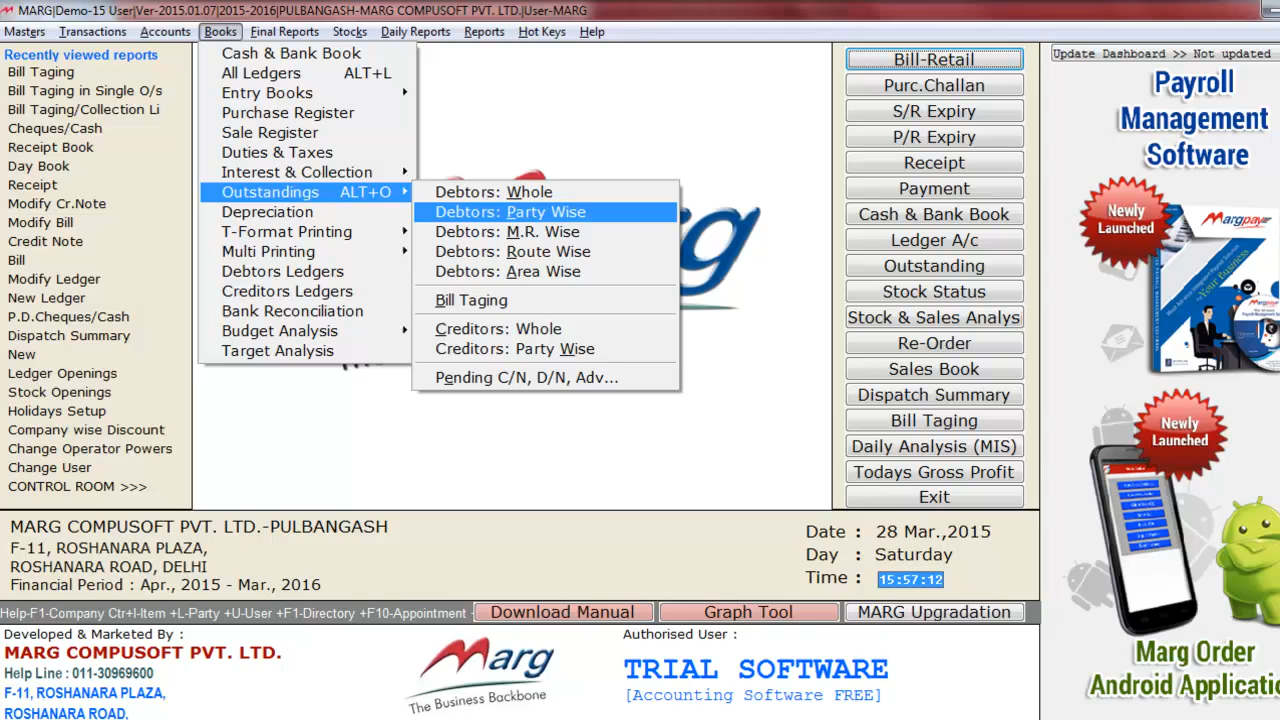 MARG|Demo-15 User|Ver-2015.01.07|2015-2016|PULBANGASH-MARG COMPUSOFT PVT. LTD.|User-MARG
Masters Transactions Accounts Books Final Reports Stocks Daily Reports Reports Hot Keys Help
Recently viewed reports
Bill Taging
Bill Taging in Single O/s
Bill Taging/Collection Li
Cheques/Cash
Receipt Book
Day Book
Receipt
Modify Cr.Note
Modify Bill
Credit Note
Bill
Modify Ledger
New Ledger
P.D.Cheques/Cash
Dispatch Summary
New
Ledger Openings
Stock Openings
Holidays Setup
Company wise Discount
Change Operator Powers
Change User
CONTROL ROOM >>>
Cash & Bank Book
All Ledgers ALT+L
Entry Books
Purchase Register
Sale Register
Duties & Taxes
Interest & Collection
Outstandings ALT+O
Depreciation
T-Format Printing
Multi Printing
Debtors Ledgers
Creditors Ledgers
Bank Reconciliation
Budget Analysis
Target Analysis
Debtors: Whole
Debtors: Party Wise
Debtors: M.R. Wise
Debtors: Route Wise
Debtors: Area Wise
Bill Taging
Creditors: Whole
Creditors: Party Wise
Pending C/N, D/N, Adv...
Bill-Retail
Purc.Challan
S/R Expiry
P/R Expiry
Receipt
Payment
Cash & Bank Book
Ledger A/c
Outstanding
Stock Status
Stock & Sales Analys
Re-Order
Sales Book
Dispatch Summary
Bill Taging
Daily Analysis (MIS)
Todays Gross Profit
Exit
Update Dashboard >> Not updated
Payroll
Management
Software
Newly
Launched
Margpay
Newly
Launched
Marg Order
Android Applicatio
MARG COMPUSOFT PVT. LTD.-PULBANGASH
F-11, ROSHANARA PLAZA,
ROSHANARA ROAD, DELHI
Financial Period : Apr., 2015 - Mar., 2016
Date : 28 Mar.,2015
Day : Saturday
Time : 15:57:12
Help-F1-Company Ctr+I-Item +L-Party +U-User +F1-Directory +F10-Appointment
Download Manual Graph Tool MARG Upgradation
Developed & Marketed By :
MARG COMPUSOFT PVT. LTD.
Help Line : 011-30969600
F-11, ROSHANARA PLAZA,
ROSHANARA ROAD,
Marg
The Business Backbone
Authorised User :
TRIAL SOFTWARE
[Accounting Software FREE]